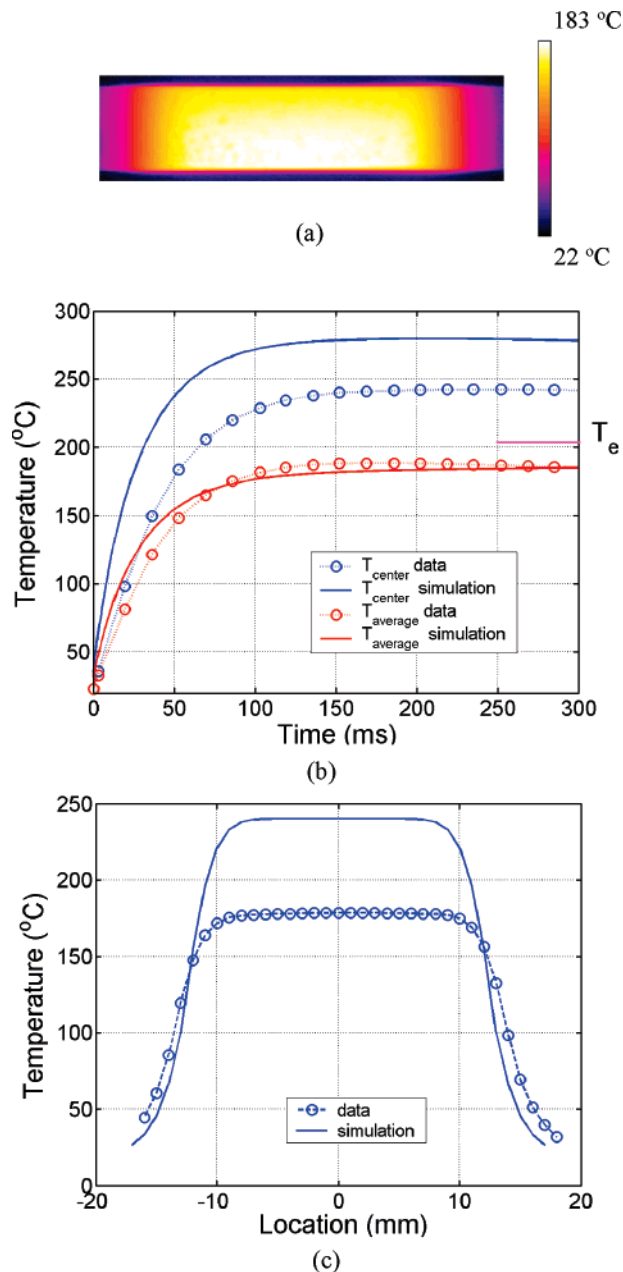 183 °C
(a)
22 °C
300
250
200
150
100
50
Temperature (°C)
T_e
T_center data
T_center simulation
T_average data
T_average simulation
0 50 100 150 200 250 300
Time (ms)
(b)
250
200
150
100
50
0
Temperature (°C)
data
simulation
-20 -10 0 10 20
Location (mm)
(c)